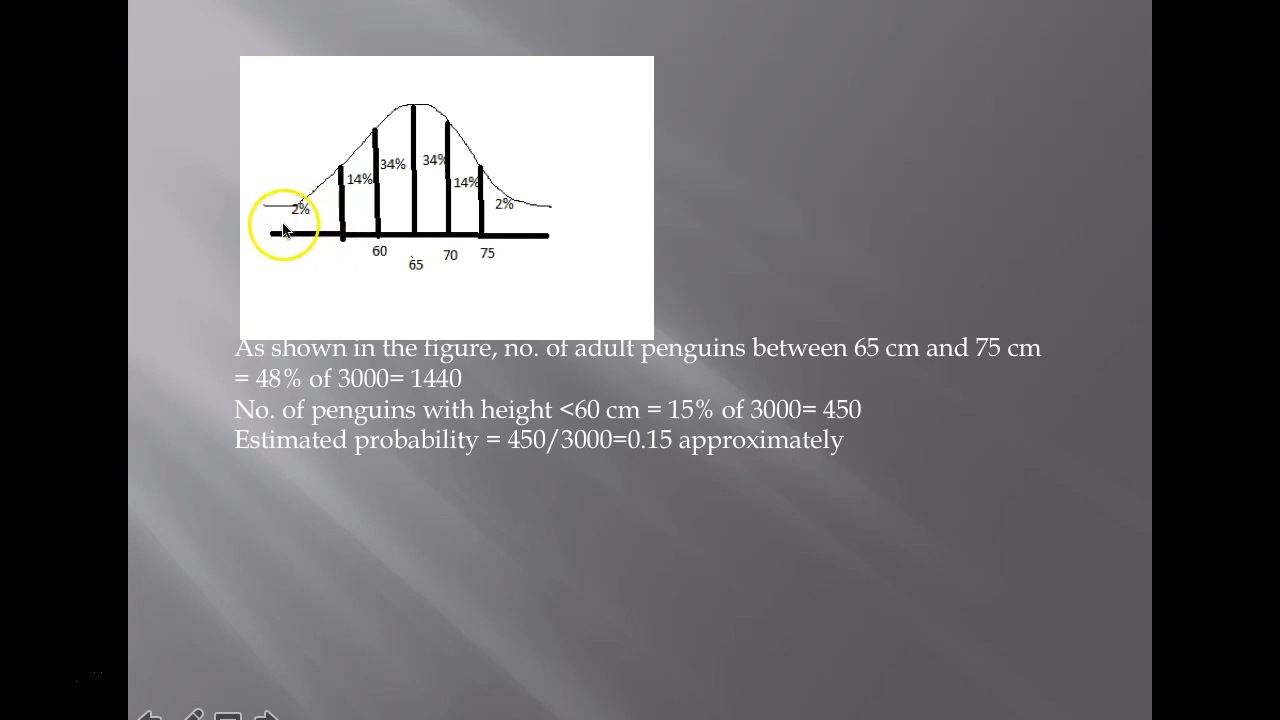 34%
34%
14%
14%
2%
2%
60
65
70
75
As shown in the figure, no. of adult penguins between 65 cm and 75 cm
= 48% of 3000= 1440
No. of penguins with height <60 cm = 15% of 3000= 450
Estimated probability = 450/3000=0.15 approximately